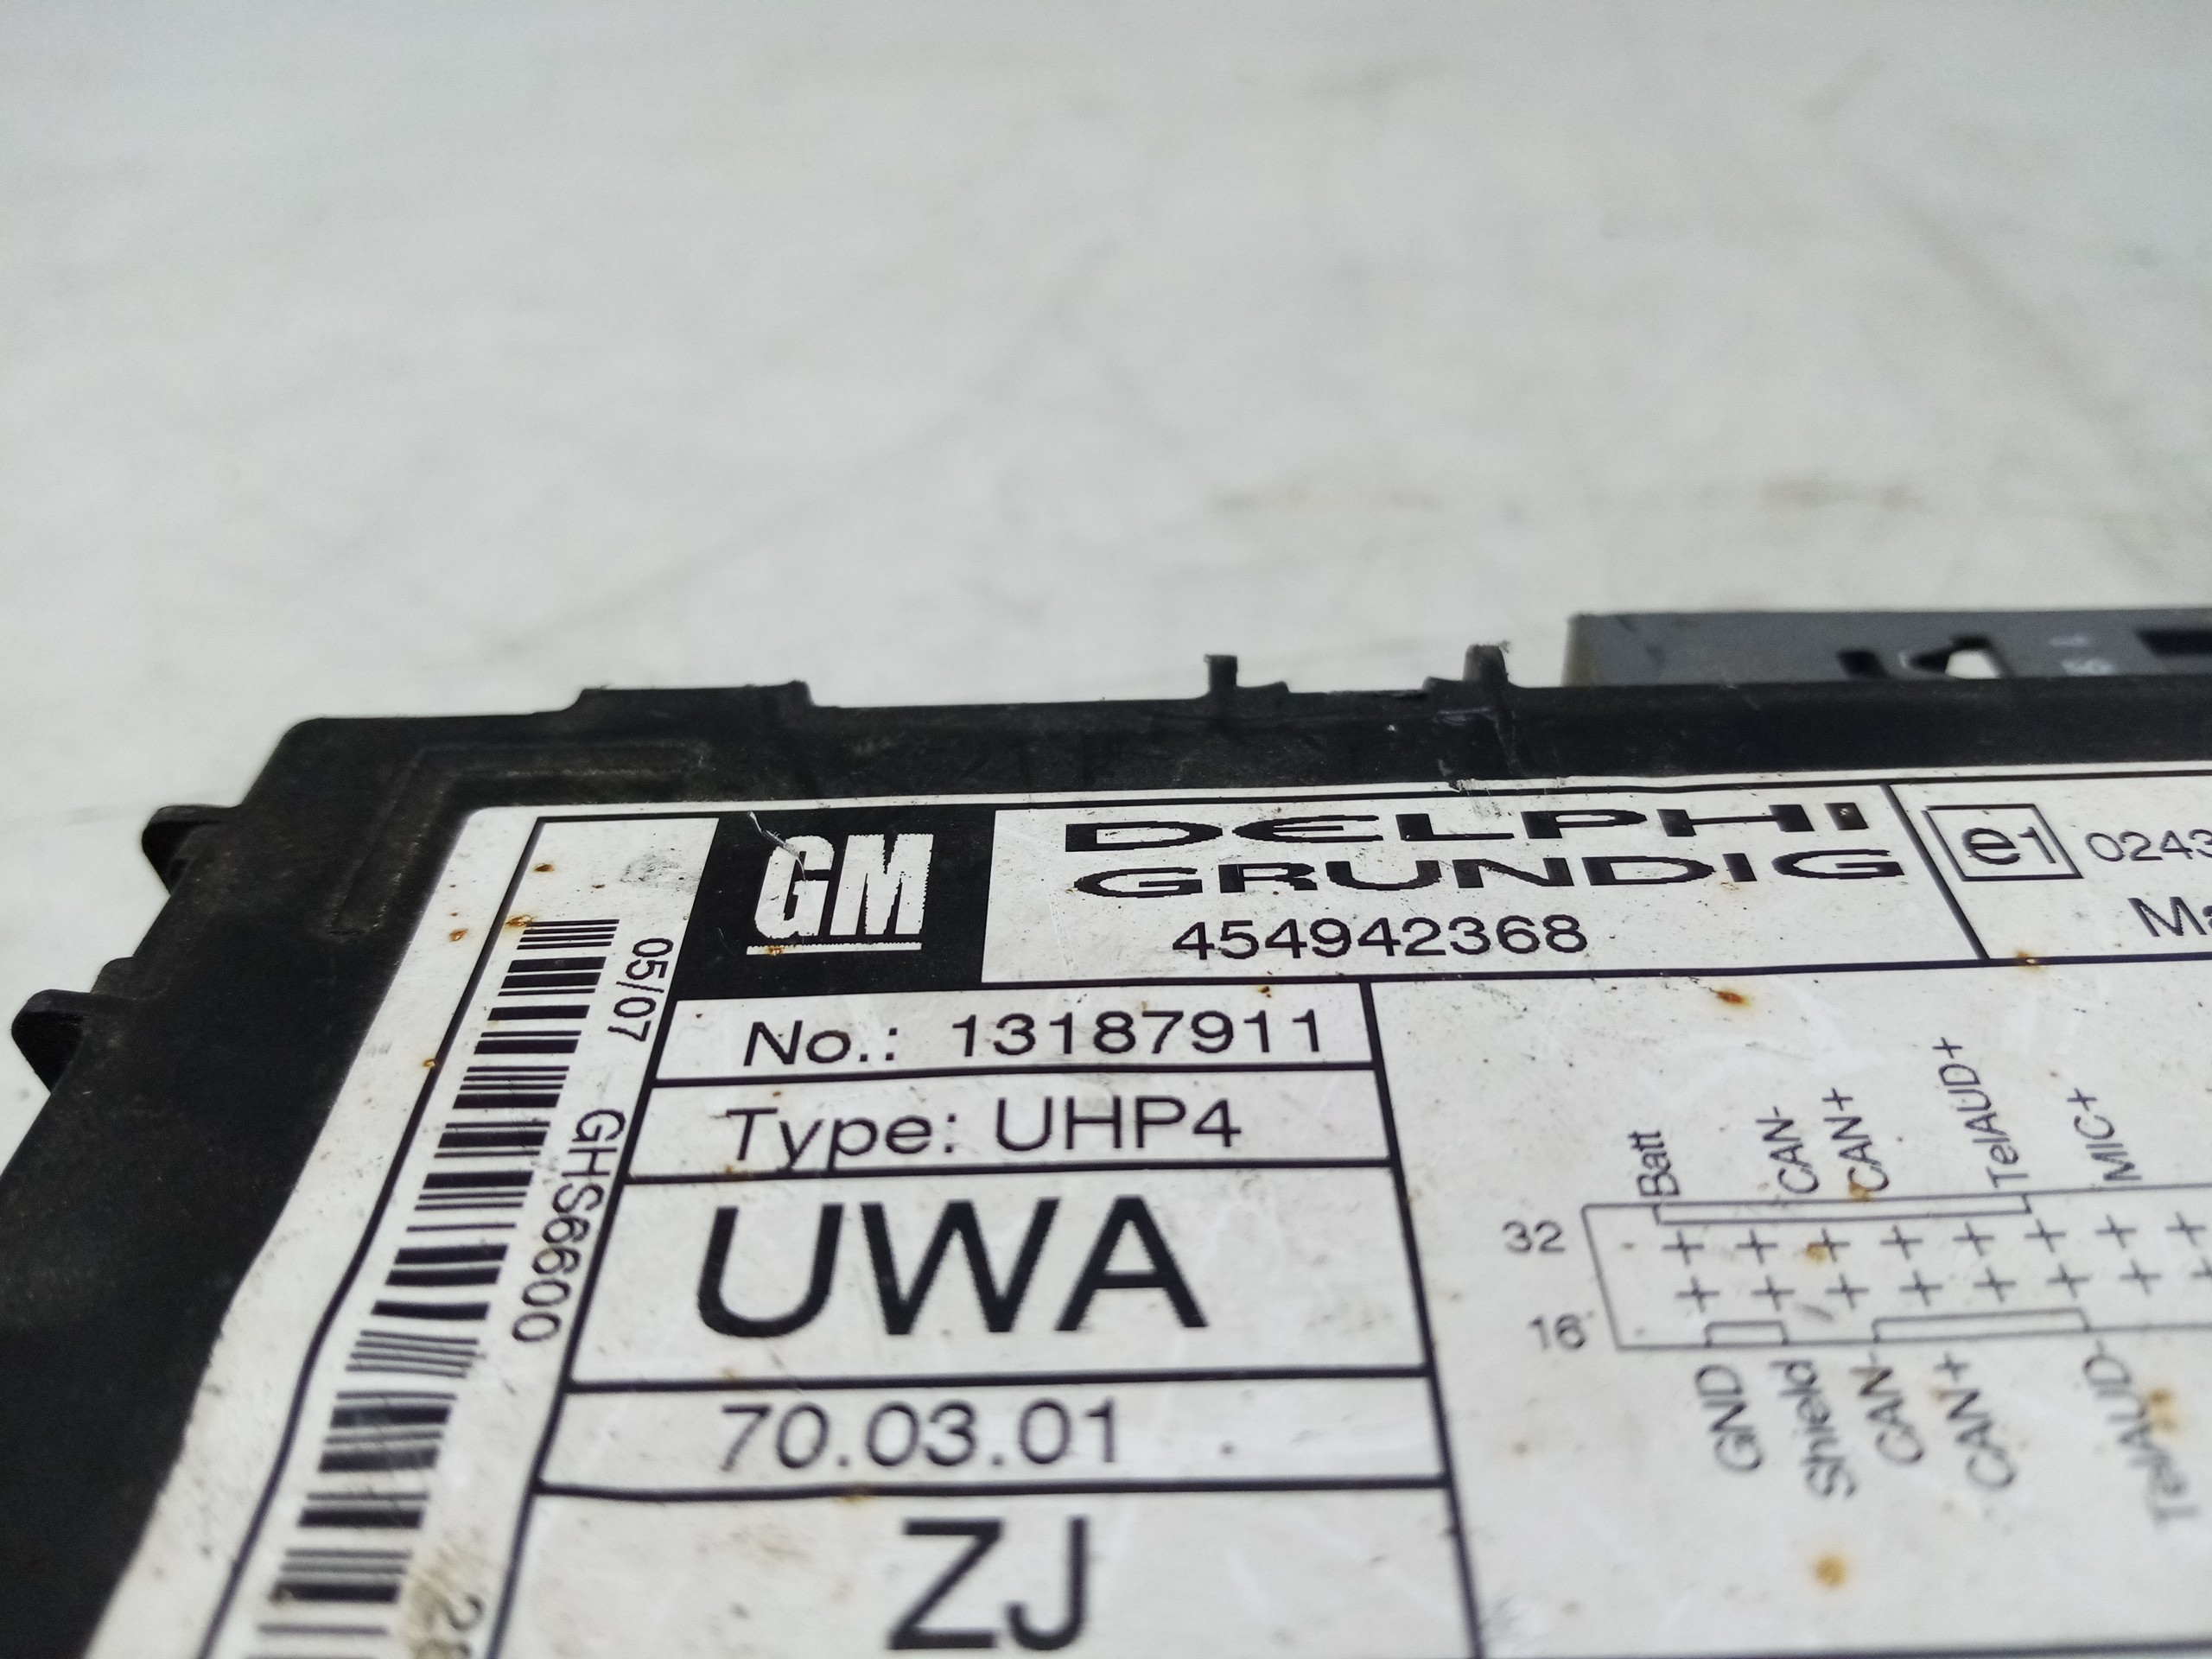 GM
DELPHI
GRUNDIG
454942368
e1 0243
No.: 13187911
Type: UHP4
UWA
70.03.01
ZJ
05/07 GHS6600
Batt CAN- CAN+ TelAUD+ MIC+
32
16
GND Shield CAN- CAN+ TelAUD-